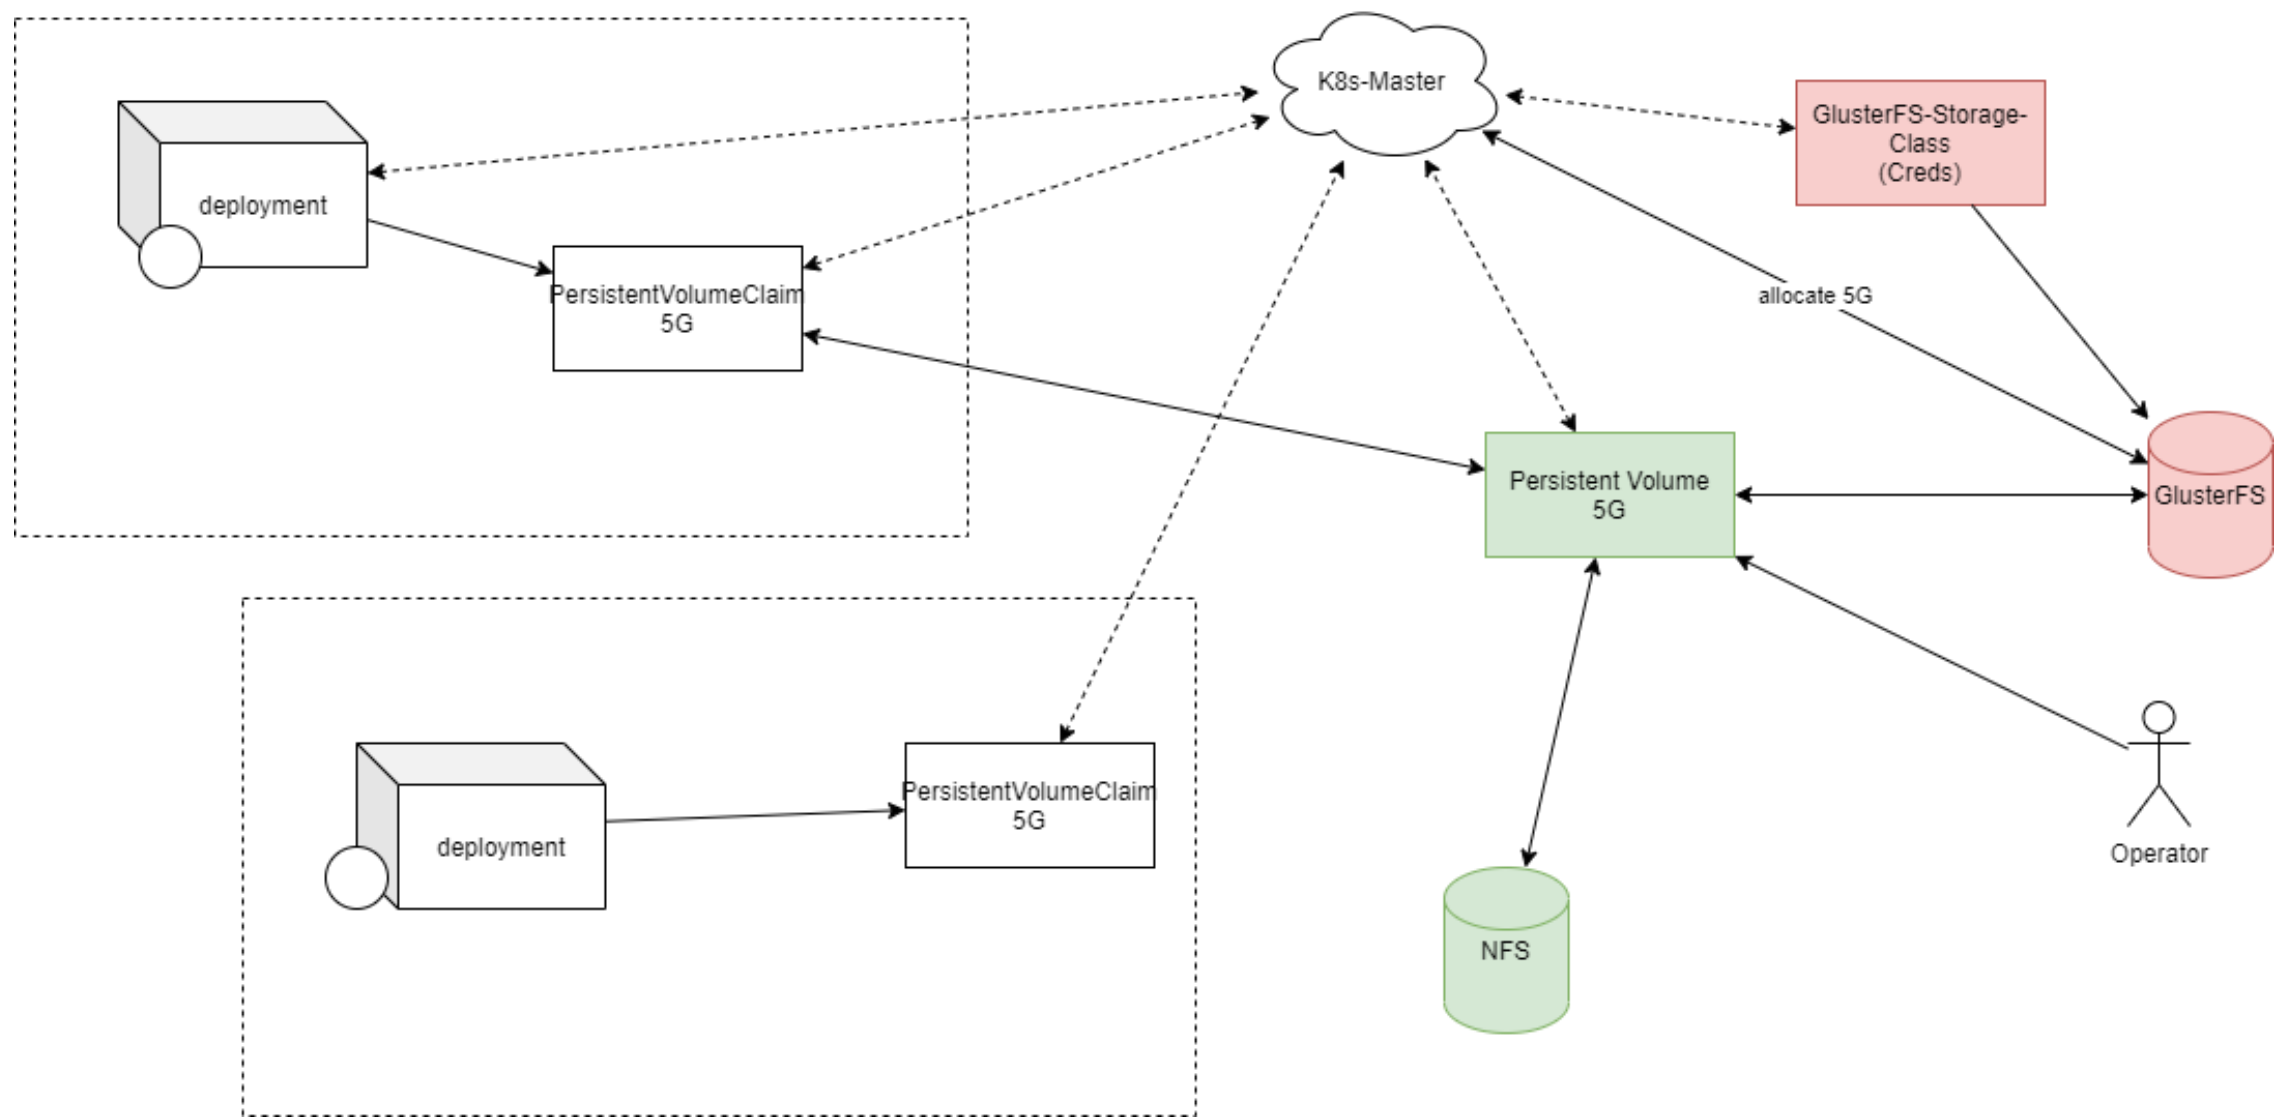 K8s-Master
GlusterFS-Storage-
Class
(Creds)
deployment
PersistentVolumeClaim
5G
allocate 5G
Persistent Volume
5G
GlusterFS
deployment
PersistentVolumeClaim
5G
Operator
NFS